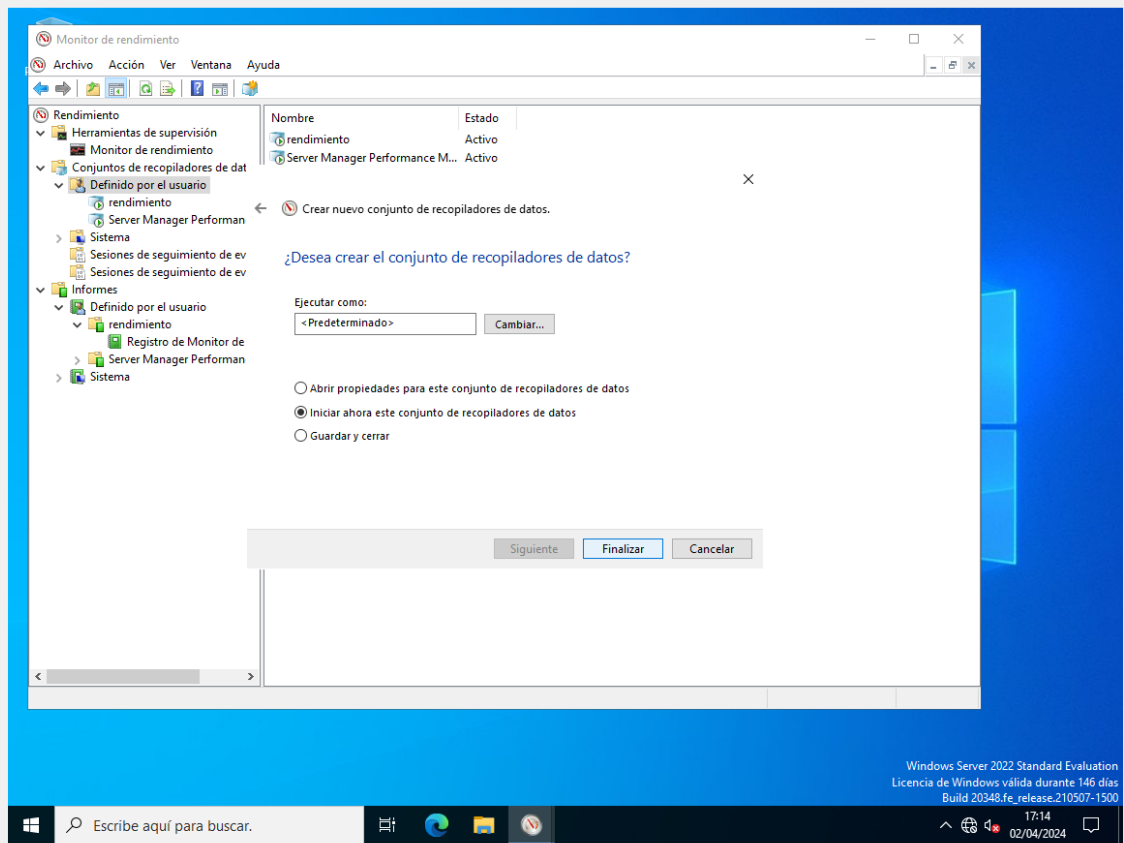 Monitor de rendimiento
Archivo Acción Ver Ventana Ayuda
Rendimiento
Herramientas de supervisión
Monitor de rendimiento
Conjuntos de recopiladores de dat
Definido por el usuario
rendimiento
Server Manager Performan
Sistema
Sesiones de seguimiento de ev
Sesiones de seguimiento de ev
Informes
Definido por el usuario
rendimiento
Registro de Monitor de
Server Manager Performan
Sistema
Nombre Estado
rendimiento Activo
Server Manager Performance M... Activo
Crear nuevo conjunto de recopiladores de datos.
¿Desea crear el conjunto de recopiladores de datos?
Ejecutar como:
<Predeterminado> Cambiar...
Abrir propiedades para este conjunto de recopiladores de datos
Iniciar ahora este conjunto de recopiladores de datos
Guardar y cerrar
Siguiente Finalizar Cancelar
Windows Server 2022 Standard Evaluation
Licencia de Windows válida durante 146 días
Build 20348.fe_release.210507-1500
Escribe aquí para buscar.
17:14
02/04/2024